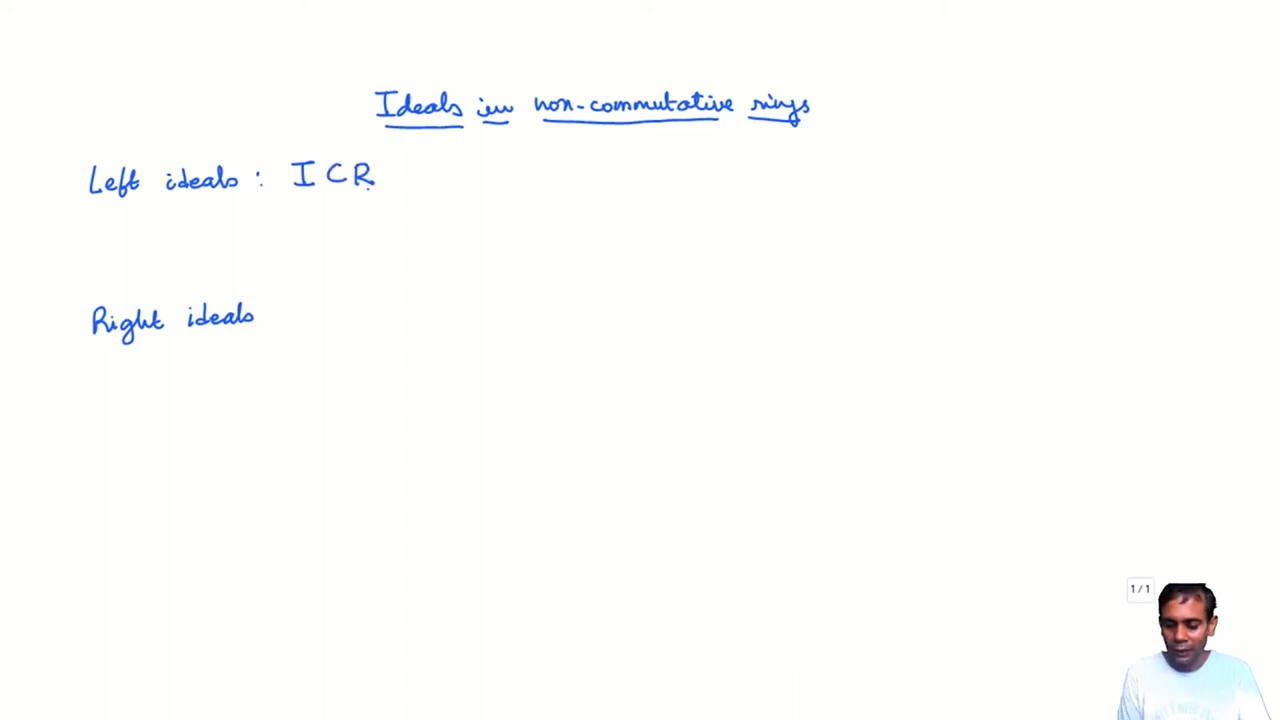 Ideals in non-commutative rings
Left ideals : I ⊂ R
Right ideals
1/1